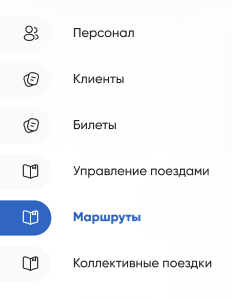 Персонал
Клиенты
Билеты
Управление поездами
Маршруты
Коллективные поездки